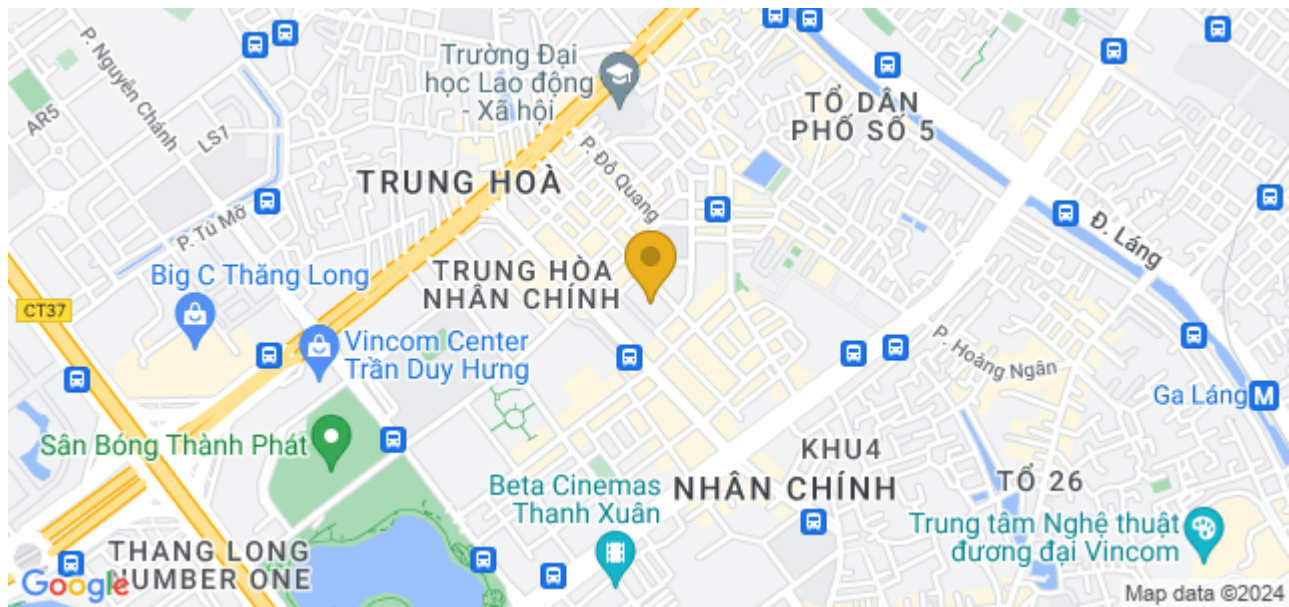 P. Nguyễn Chánh
Trường Đại
học Lao động
- Xã hội
TỔ DÂN
PHỐ SỐ 5
AR5
LS7
P. Đỗ Quang
TRUNG HOÀ
P. Tú Mỡ
Đ. Láng
Big C Thăng Long
TRUNG HÒA
NHÂN CHÍNH
CT37
Vincom Center
Trần Duy Hưng
P. Hoàng Ngân
Ga Láng
M
Sân Bóng Thành Phát
KHU4
TỔ 26
Beta Cinemas
Thanh Xuân
NHÂN CHÍNH
Trung tâm Nghệ thuật
đương đại Vincom
THANG LONG
NUMBER ONE
Google
Map data ©2024